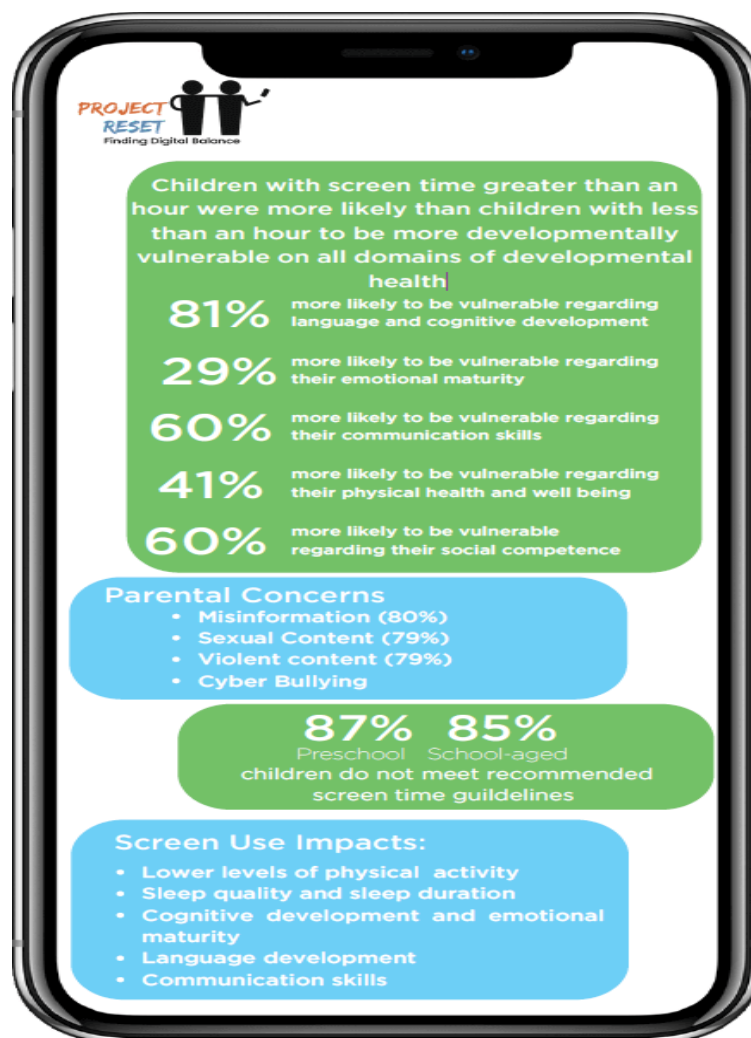 PROJECT
RESET
Finding Digital Balance
Children with screen time greater than an
hour were more likely than children with less
than an hour to be more developmentally
vulnerable on all domains of developmental
health
81% more likely to be vulnerable regarding
language and cognitive development
29% more likely to be vulnerable regarding
their emotional maturity
60% more likely to be vulnerable regarding
their communication skills
41% more likely to be vulnerable regarding
their physical health and well being
60% more likely to be vulnerable
regarding their social competence
Parental Concerns
• Misinformation (80%)
• Sexual Content (79%)
• Violent content (79%)
• Cyber Bullying
87% 85%
Preschool School-aged
children do not meet recommended
screen time guildelines
Screen Use Impacts:
• Lower levels of physical activity
• Sleep quality and sleep duration
• Cognitive development and emotional
maturity
• Language development
• Communication skills